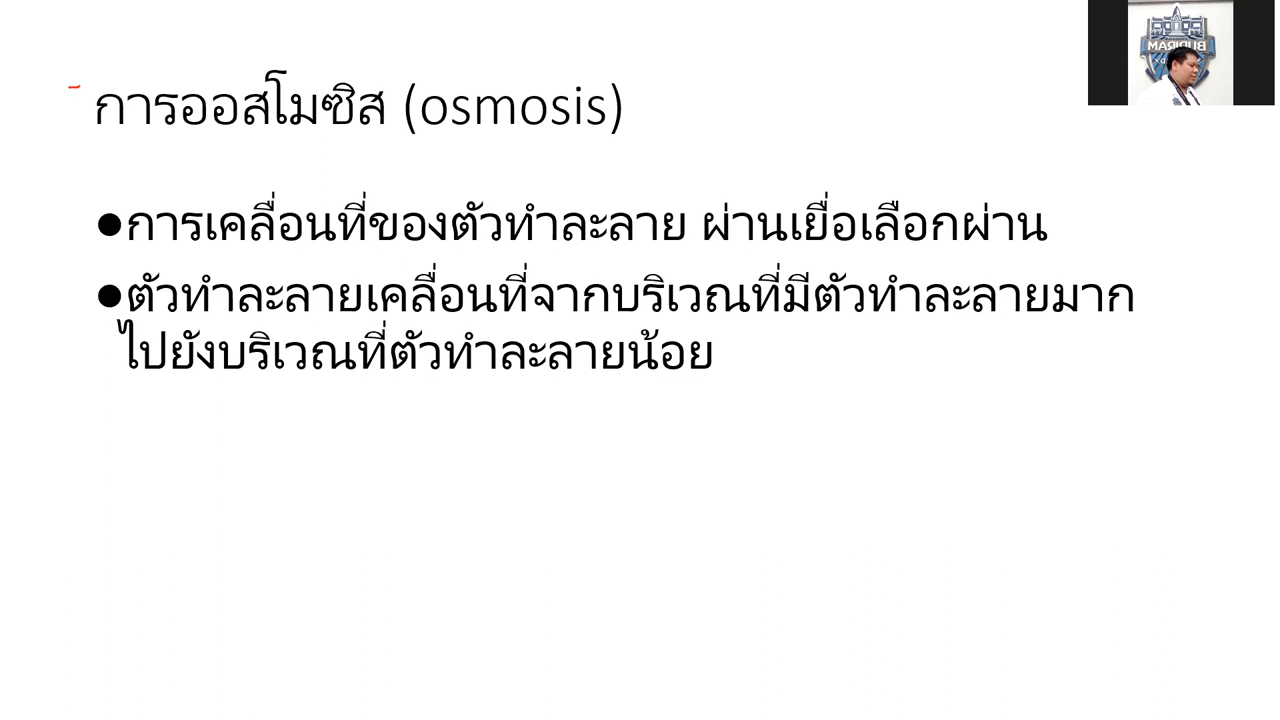 การออสโมซิส (osmosis)
●การเคลื่อนที่ของตัวทำละลาย ผ่านเยื่อเลือกผ่าน
●ตัวทำละลายเคลื่อนที่จากบริเวณที่มีตัวทำละลายมาก
ไปยังบริเวณที่ตัวทำละลายน้อย
BURIRAM